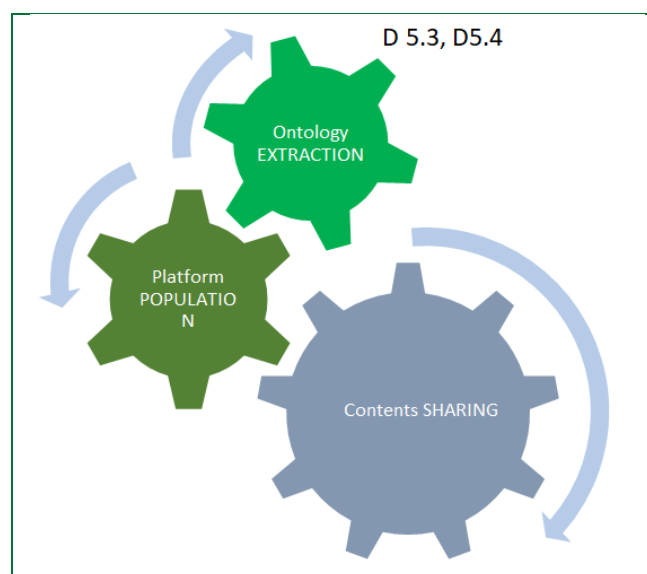 D 5.3, D5.4
Ontology
EXTRACTION
Platform
POPULATIO
N
Contents SHARING